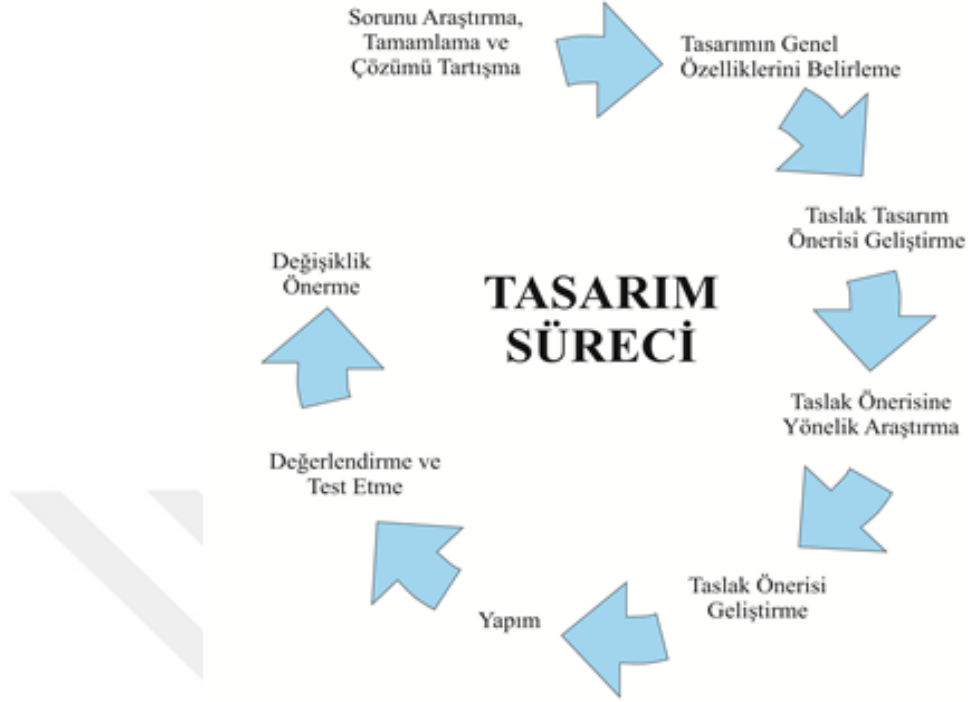 Sorunu Araştırma,
Tamamlama ve
Çözümü Tartışma
Tasarımın Genel
Özelliklerini Belirleme
Taslak Tasarım
Önerisi Geliştirme
Taslak Önerisine
Yönelik Araştırma
Taslak Önerisi
Geliştirme
Yapım
Değerlendirme ve
Test Etme
Değişiklik
Önerme
TASARIM
SÜRECİ